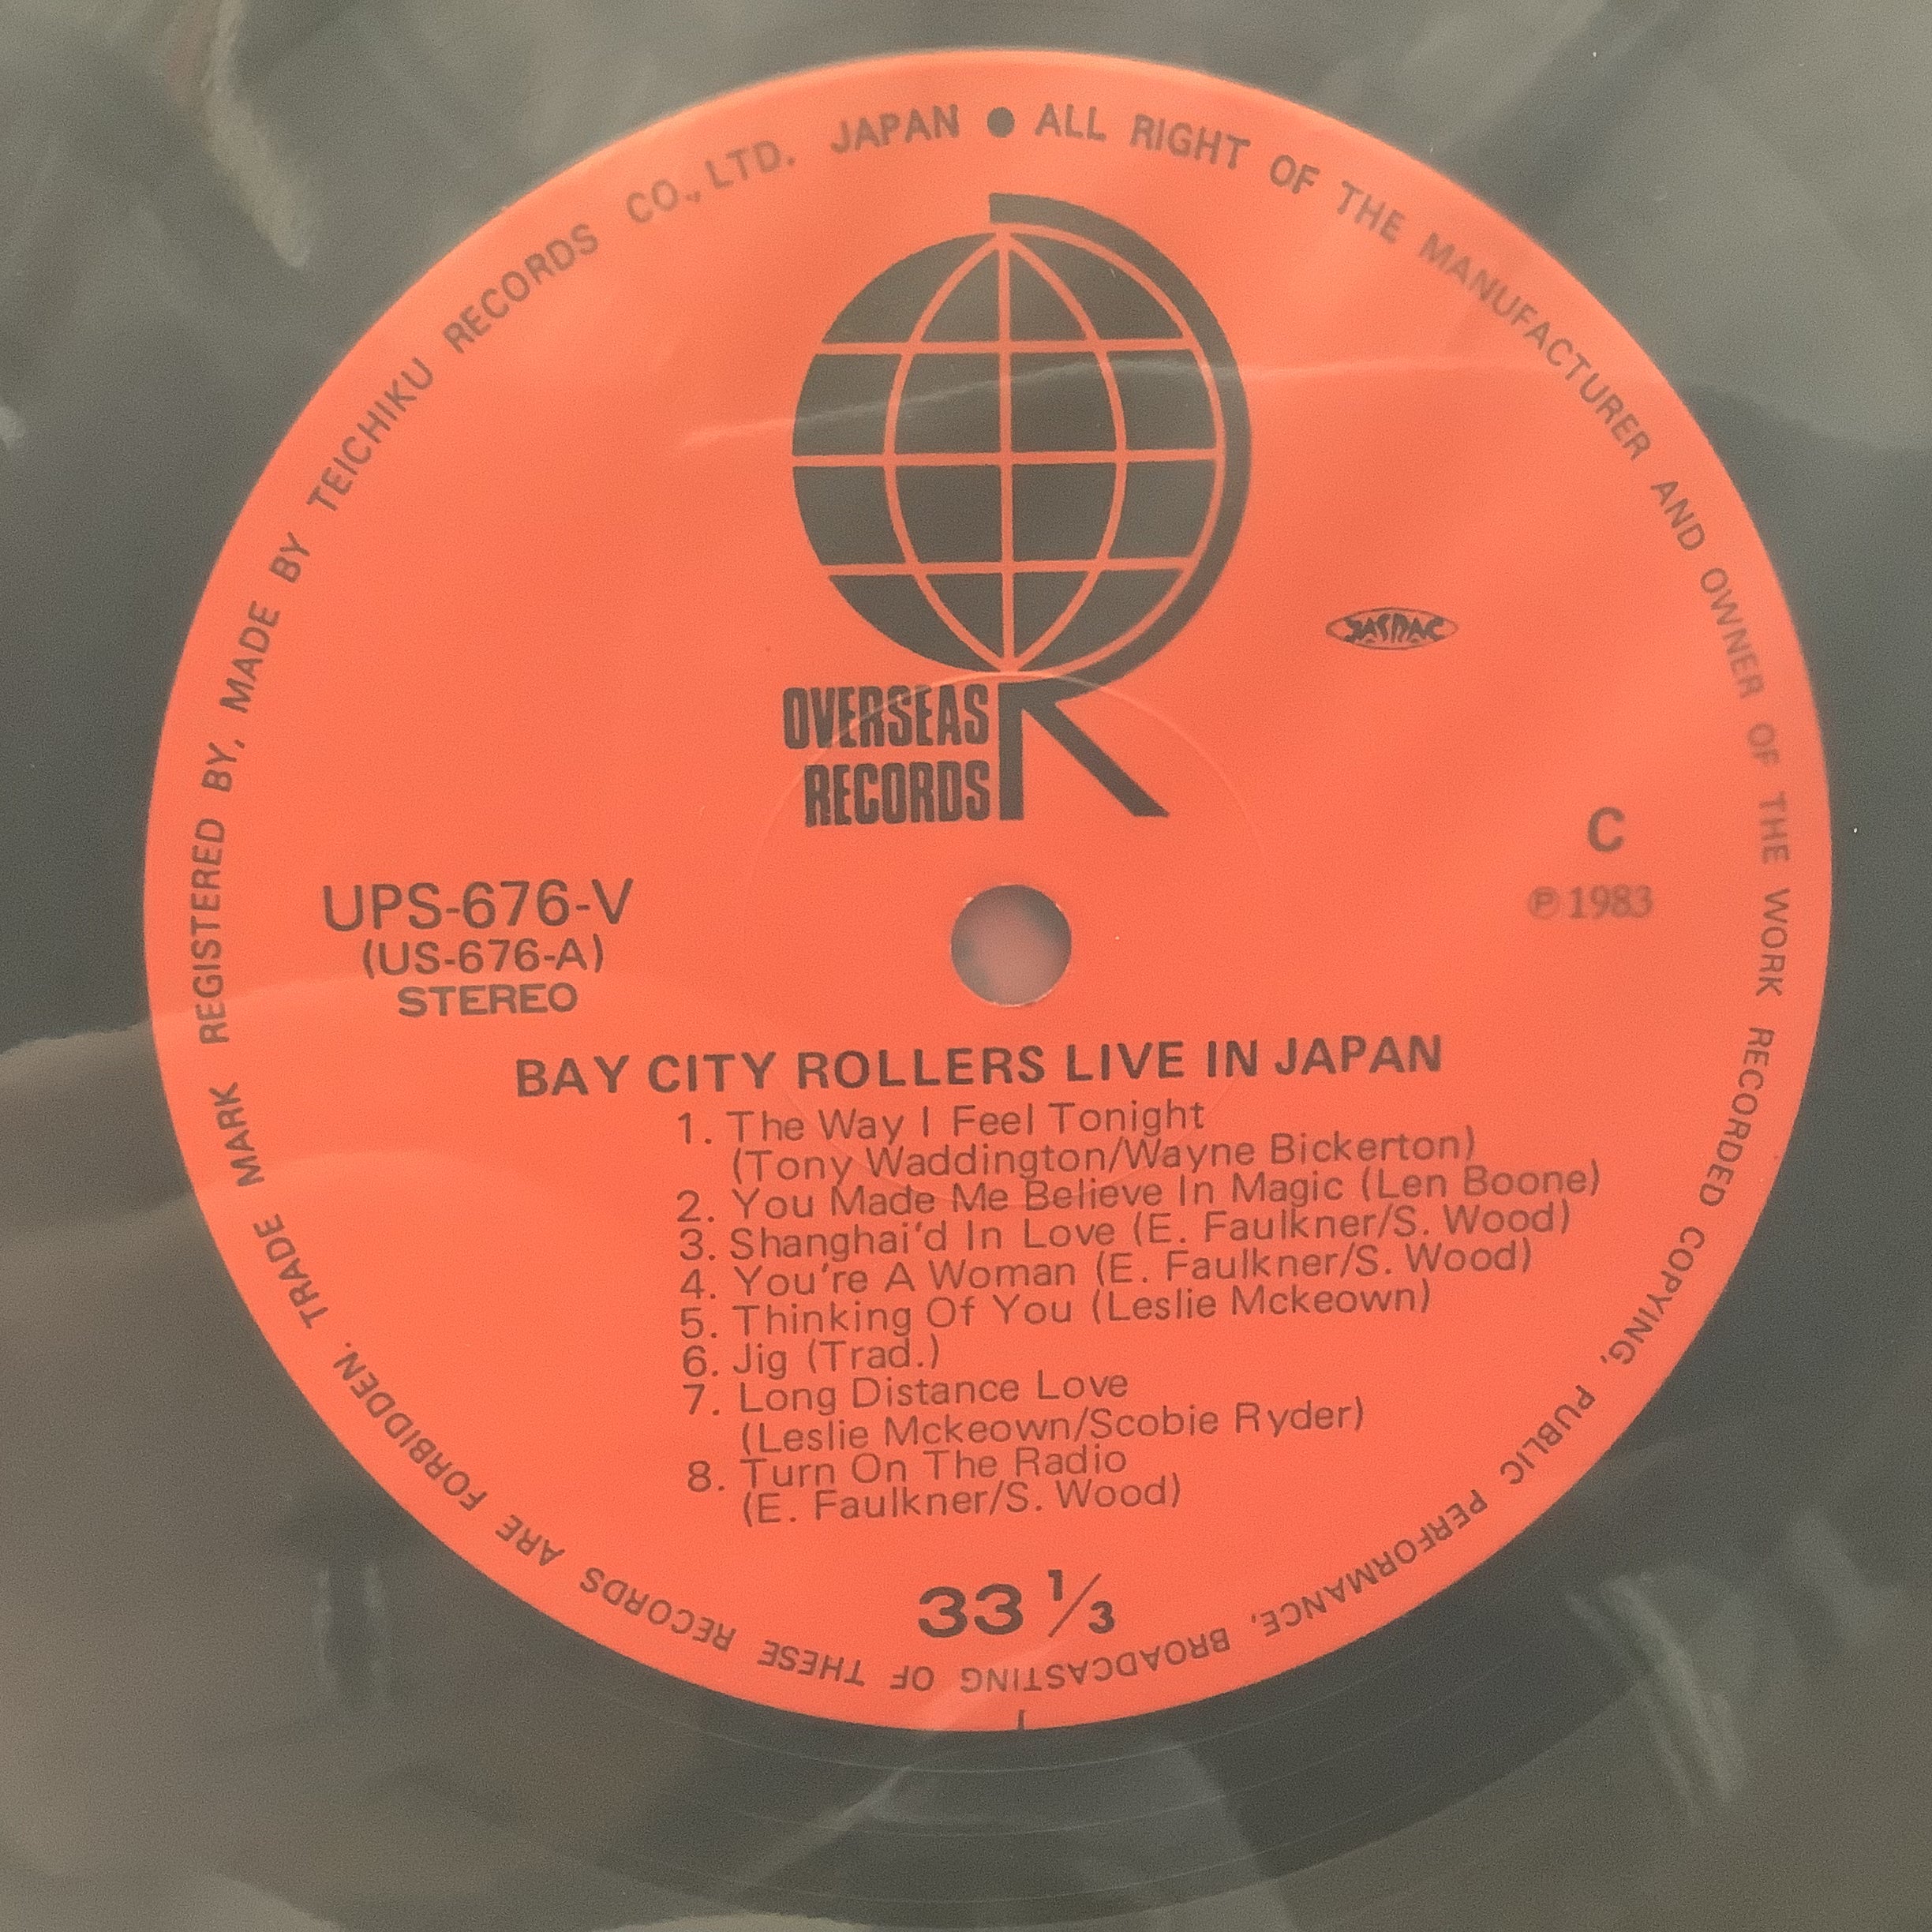 TRADE MARK REGISTERED BY, MADE BY TEICHIKU RECORDS CO., LTD. JAPAN ● ALL RIGHT OF THE MANUFACTURER AND OWNER OF THE WORK RECORDED COPYING, PUBLIC PERFORMANCE, BROADCASTING OF THESE RECORDS ARE FORBIDDEN.
R
JASRAC
OVERSEAS
RECORDS
C
℗1983
UPS-676-V
(US-676-A)
STEREO
BAY CITY ROLLERS LIVE IN JAPAN
1. The Way I Feel Tonight
(Tony Waddington/Wayne Bickerton)
2. You Made Me Believe In Magic (Len Boone)
3. Shanghai'd In Love (E. Faulkner/S. Wood)
4. You're A Woman (E. Faulkner/S. Wood)
5. Thinking Of You (Leslie Mckeown)
6. Jig (Trad.)
7. Long Distance Love
(Leslie Mckeown/Scobie Ryder)
8. Turn On The Radio
(E. Faulkner/S. Wood)
33 1/3